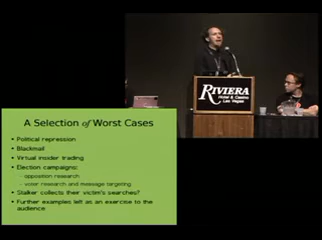 RIVIERA
Hotel & Casino
Las Vegas
A Selection of Worst Cases
• Political repression
• Blackmail
• Virtual insider trading
• Election campaigns:
– opposition research
– voter research and message targeting
• Stalker collects their victim's searches?
• Further examples left as an exercise to the
audience